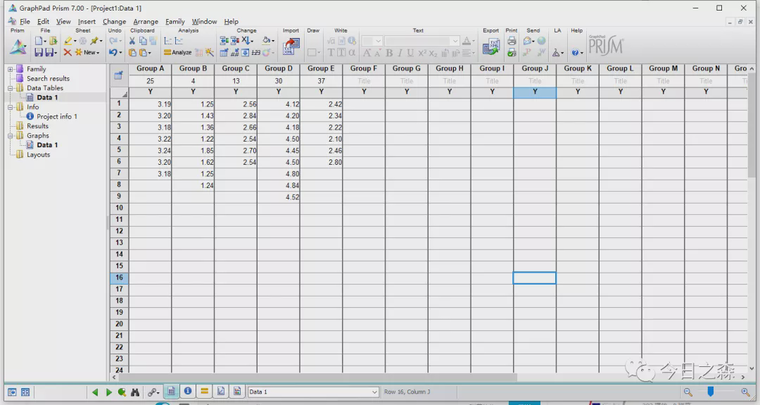 GraphPad Prism 7.00 - [Project1:Data 1]
File Edit View Insert Change Arrange Family Window Help
Prism File Sheet Undo Clipboard Analysis Change Import Draw Write Text Export Print Send LA Help
Analyze
GraphPad
PRISM
Family
Search results
Data Tables
Data 1
Info
Project info 1
Results
Graphs
Data 1
Layouts
Group A Group B Group C Group D Group E Group F Group G Group H Group I Group J Group K Group L Group M Group N
25 4 13 30 37 Title Title Title Title Title Title Title Title Title
Y Y Y Y Y Y Y Y Y Y Y Y Y Y
1 3.19 1.25 2.56 4.12 2.42
2 3.20 1.43 2.84 4.20 2.34
3 3.18 1.36 2.66 4.18 2.22
4 3.22 1.22 2.54 4.50 2.10
5 3.24 1.85 2.70 4.45 2.46
6 3.20 1.62 2.54 4.50 2.80
7 3.18 1.25 4.80
8 1.24 4.84
9 4.52
10
11
12
13
14
15
16
17
18
19
20
21
22
23
24
Data 1
Row 16, Column J
今日之森